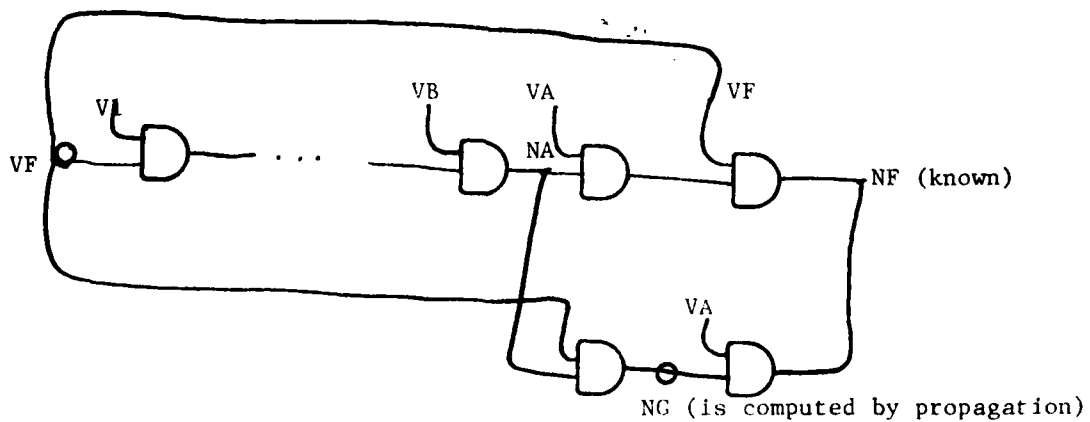 VB
VA
VF
V1
VF
...
NA
NF (known)
VA
NG (is computed by propagation)